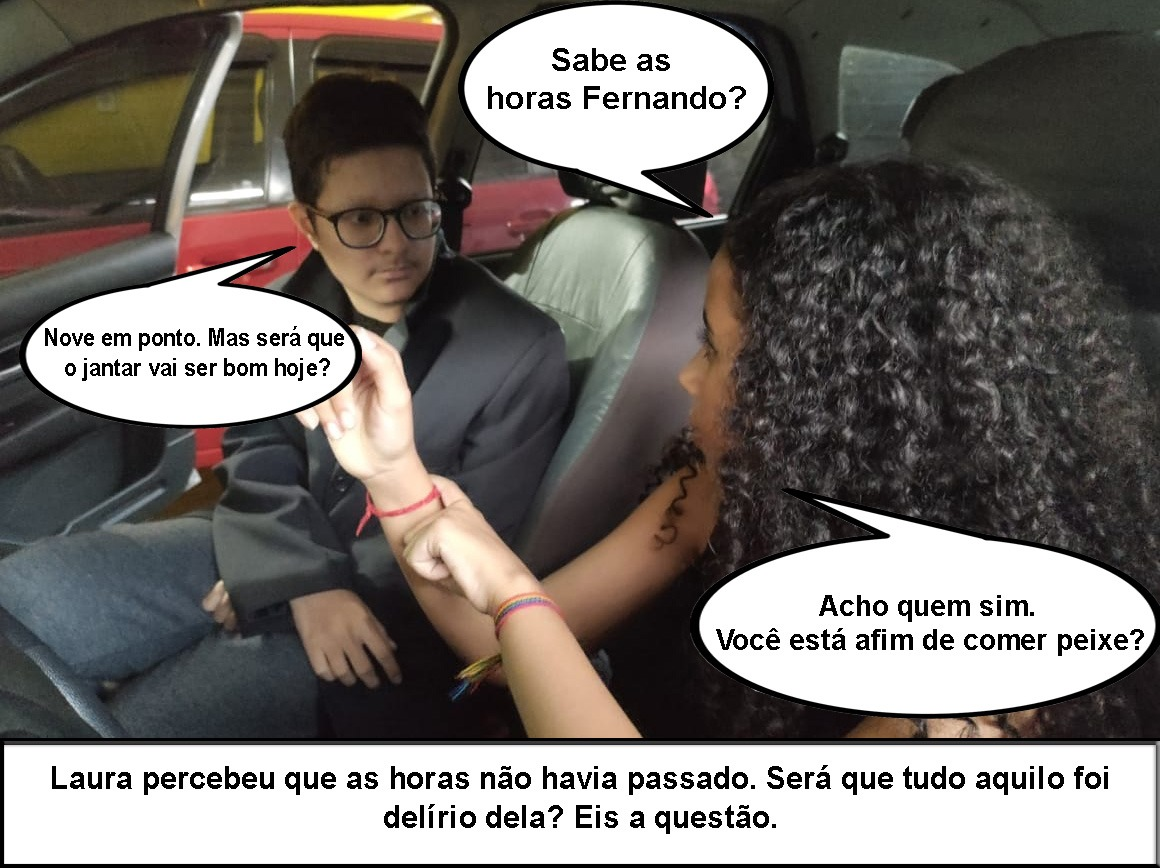 Sabe as
horas Fernando?
Nove em ponto. Mas será que
o jantar vai ser bom hoje?
Acho quem sim.
Você está afim de comer peixe?
Laura percebeu que as horas não havia passado. Será que tudo aquilo foi
delírio dela? Eis a questão.